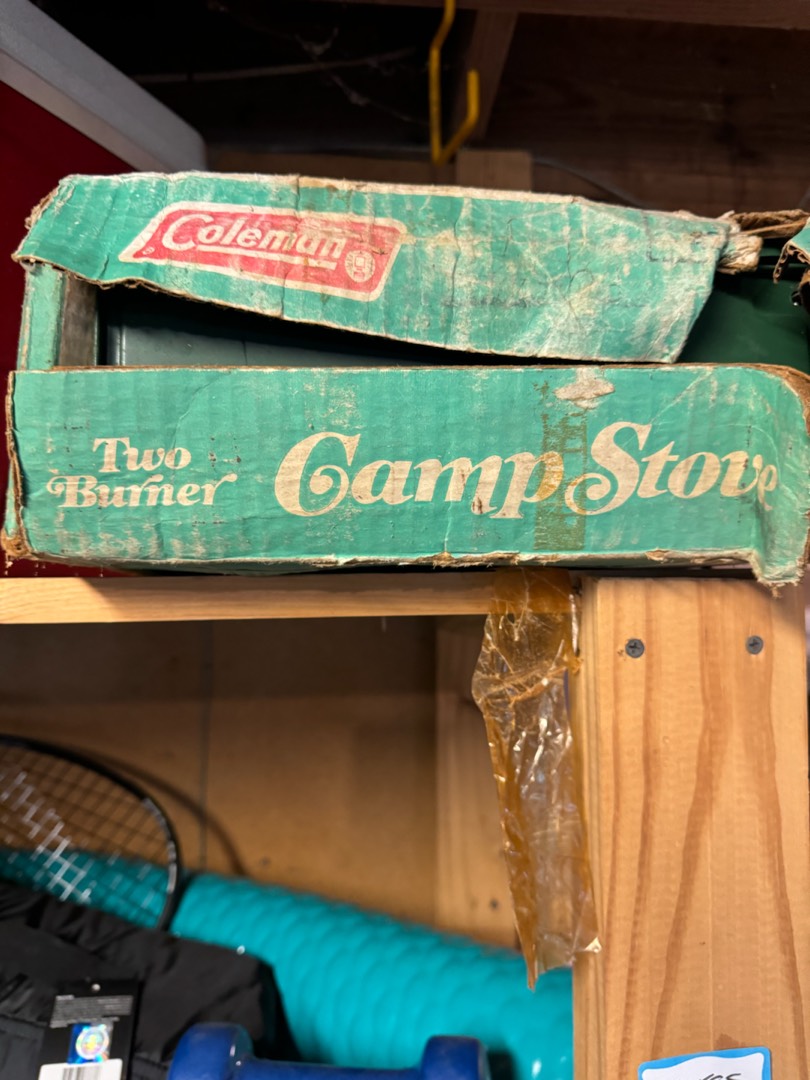 Coleman
Two
Burner
Camp Stove